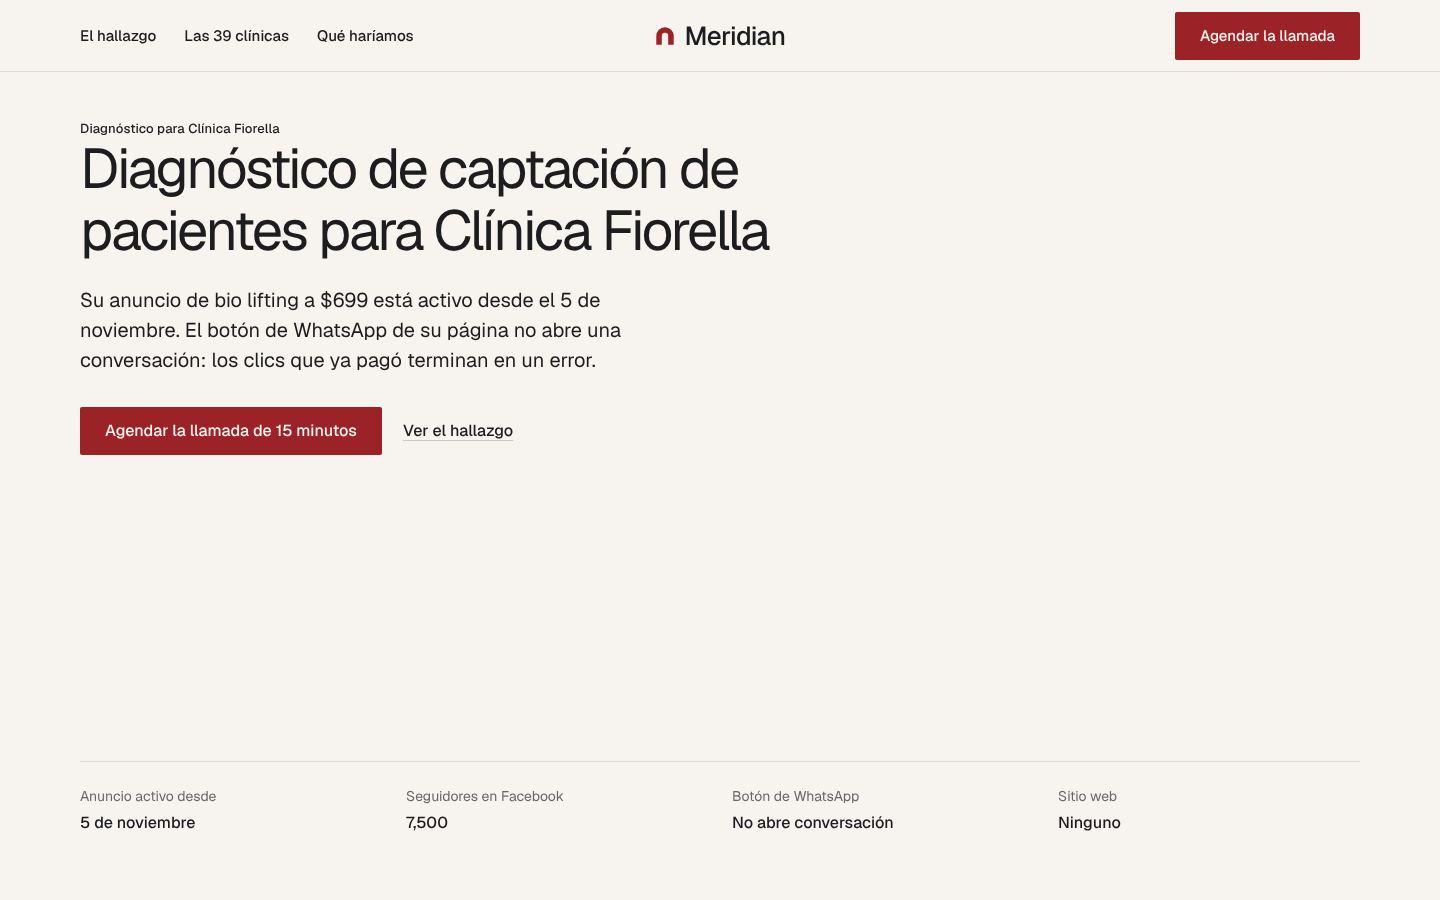 El hallazgo
Las 39 clínicas
Qué haríamos
Meridian
Agendar la llamada
Diagnóstico para Clínica Fiorella
Diagnóstico de captación de
pacientes para Clínica Fiorella
Su anuncio de bio lifting a $699 está activo desde el 5 de
noviembre. El botón de WhatsApp de su página no abre una
conversación: los clics que ya pagó terminan en un error.
Agendar la llamada de 15 minutos
Ver el hallazgo
Anuncio activo desde
5 de noviembre
Seguidores en Facebook
7,500
Botón de WhatsApp
No abre conversación
Sitio web
Ninguno